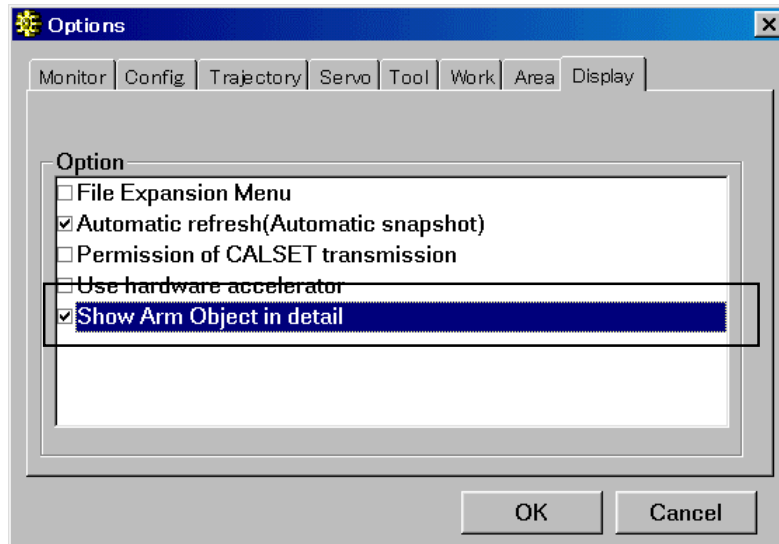 Options
Monitor Config Trajectory Servo Tool Work Area Display
Option
File Expansion Menu
Automatic refresh(Automatic snapshot)
Permission of CALSET transmission
Use hardware accelerator
Show Arm Object in detail
OK Cancel